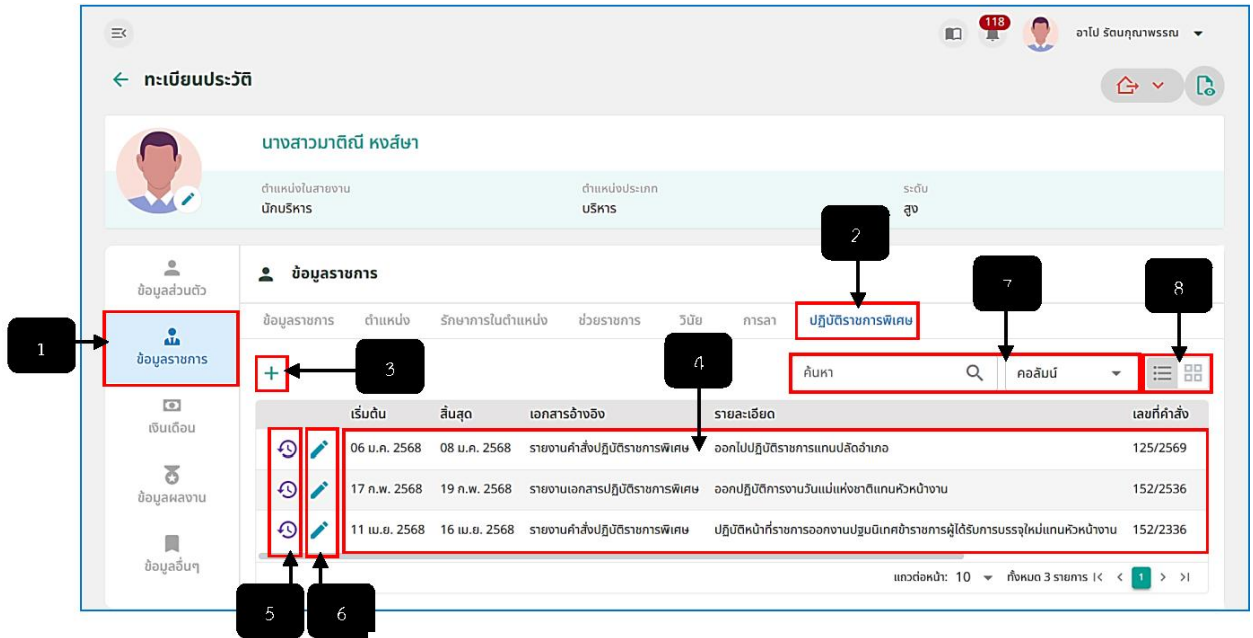 118
อาโป รัตนกุณาพรรณ
ทะเบียนประวัติ
นางสาวมาติณี หงส์ษา
ตำแหน่งในสายงาน ตำแหน่งประเภท ระดับ
นักบริหาร บริหาร สูง
2
ข้อมูลส่วนตัว
ข้อมูลราชการ
7
8
ข้อมูลราชการ ตำแหน่ง รักษาการในตำแหน่ง ช่วยราชการ วินัย การลา ปฏิบัติราชการพิเศษ
1
ข้อมูลราชการ
3
4
ค้นหา คอลัมน์
เงินเดือน
ข้อมูลผลงาน
ข้อมูลอื่นๆ
เริ่มต้น สิ้นสุด เอกสารอ้างอิง รายละเอียด เลขที่คำสั่ง
06 ม.ค. 2568 08 ม.ค. 2568 รายงานคำสั่งปฏิบัติราชการพิเศษ ออกไปปฏิบัติราชการแทนปลัดอำเภอ 125/2569
17 ก.พ. 2568 19 ก.พ. 2568 รายงานเอกสารปฏิบัติราชการพิเศษ ออกปฏิบัติการงานวันแม่แห่งชาติแทนหัวหน้างาน 152/2536
11 เม.ย. 2568 16 เม.ย. 2568 รายงานคำสั่งปฏิบัติราชการพิเศษ ปฏิบัติหน้าที่ราชการออกงานปฐมนิเทศข้าราชการผู้ได้รับการบรรจุใหม่แทนหัวหน้างาน 152/2336
แถวต่อหน้า: 10 ทั้งหมด 3 รายการ 1
5
6